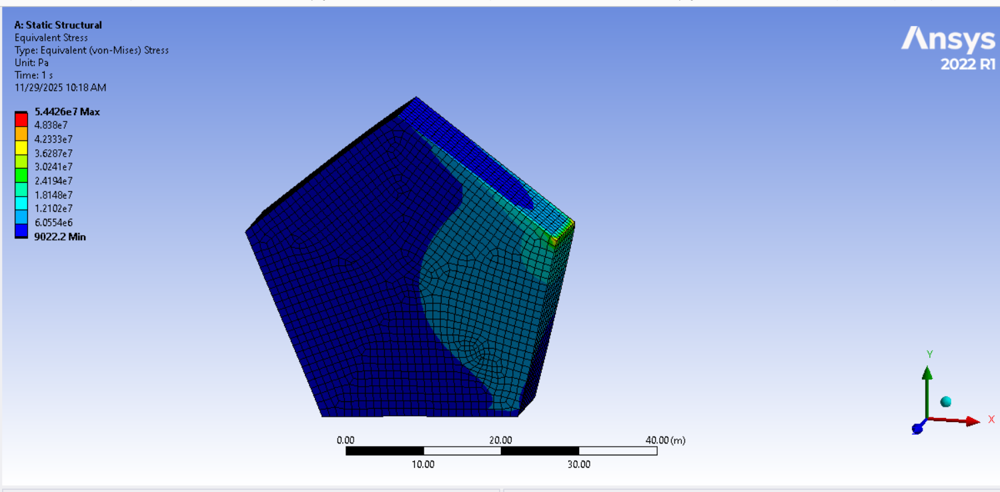 A: Static Structural
Equivalent Stress
Type: Equivalent (von-Mises) Stress
Unit: Pa
Time: 1 s
11/29/2025 10:18 AM
5.4426e7 Max
4.838e7
4.2333e7
3.6287e7
3.0241e7
2.4194e7
1.8148e7
1.2102e7
6.0554e6
9022.2 Min
Ansys
2022 R1
Y
X
0.00 20.00 40.00 (m)
10.00 30.00